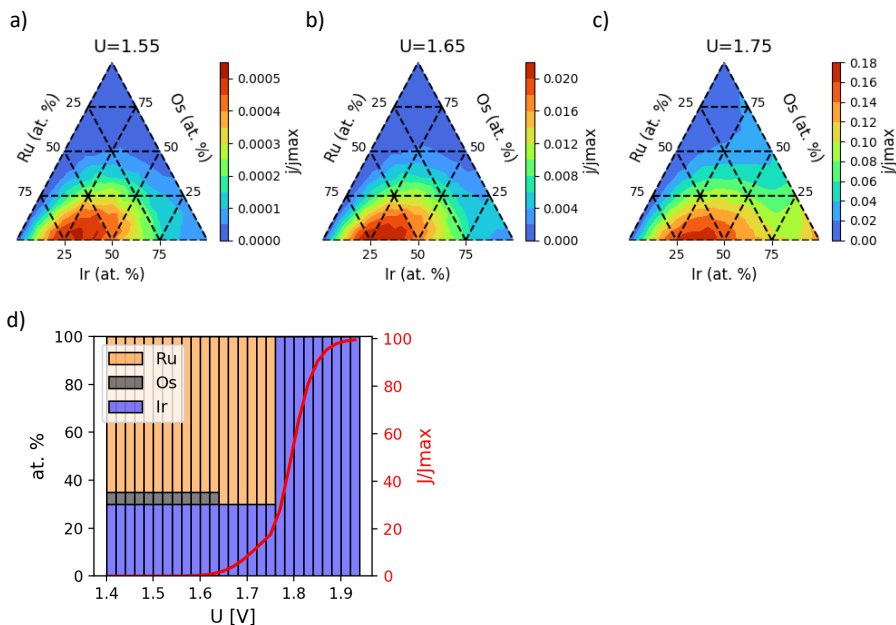 a)
U=1.55
Ru (at. %)
Os (at. %)
Ir (at. %)
25
50
75
75
50
25
25
50
75
0.0005
0.0004
0.0003
0.0002
0.0001
0.0000
j/jmax
b)
U=1.65
Ru (at. %)
Os (at. %)
Ir (at. %)
25
50
75
75
50
25
25
50
75
0.020
0.016
0.012
0.008
0.004
0.000
j/jmax
c)
U=1.75
Ru (at. %)
Os (at. %)
Ir (at. %)
25
50
75
75
50
25
25
50
75
0.18
0.16
0.14
0.12
0.10
0.08
0.06
0.04
0.02
0.00
j/jmax
d)
100
80
60
40
20
0
at. %
Ru
Os
Ir
1.4
1.5
1.6
1.7
1.8
1.9
U [V]
100
80
60
40
20
0
J/Jmax